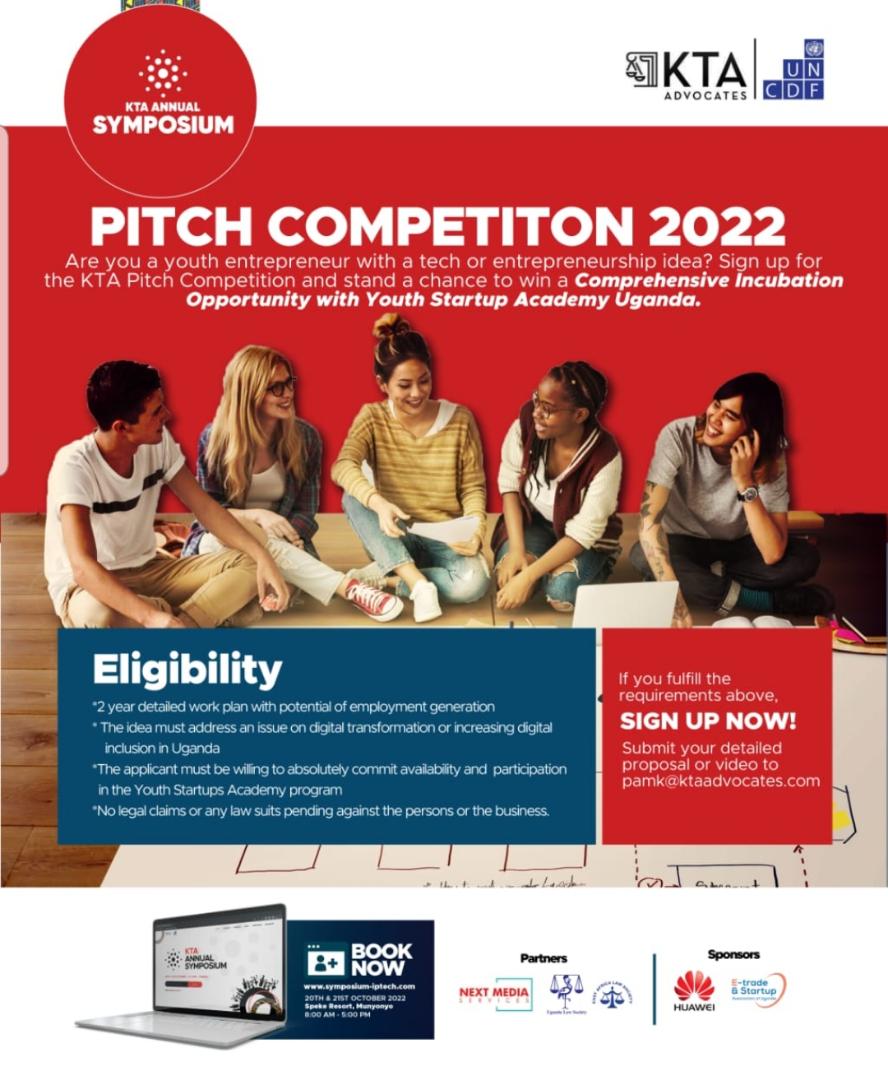 KTA ANNUAL
SYMPOSIUM
KTA
ADVOCATES
UN
CDF
PITCH COMPETITON 2022
Are you a youth entrepreneur with a tech or entrepreneurship idea? Sign up for
the KTA Pitch Competition and stand a chance to win a Comprehensive Incubation
Opportunity with Youth Startup Academy Uganda.
Eligibility
*2 year detailed work plan with potential of employment generation
* The idea must address an issue on digital transformation or increasing digital
inclusion in Uganda
*The applicant must be willing to absolutely commit availability and participation
in the Youth Startups Academy program
*No legal claims or any law suits pending against the persons or the business.
If you fulfill the
requirements above,
SIGN UP NOW!
Submit your detailed
proposal or video to
pamk@ktaadvocates.com
KTA
ANNUAL
SYMPOSIUM
BOOK
NOW
www.symposium-iptech.com
20TH & 21ST OCTOBER 2022
Speke Resort, Munyonyo
8:00 AM - 5:00 PM
Partners
NEXT MEDIA
SERVICES
Uganda Law Society
EAST AFRICA LAW SOCIETY
Sponsors
HUAWEI
E-trade
& Startup